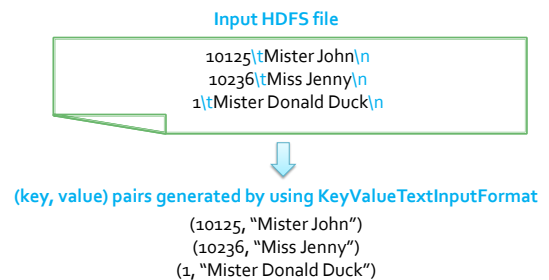 Input HDFS file
10125\tMister John\n
10236\tMiss Jenny\n
1\tMister Donald Duck\n
(key, value) pairs generated by using KeyValueTextInputFormat
(10125, “Mister John”)
(10236, “Miss Jenny”)
(1, “Mister Donald Duck”)